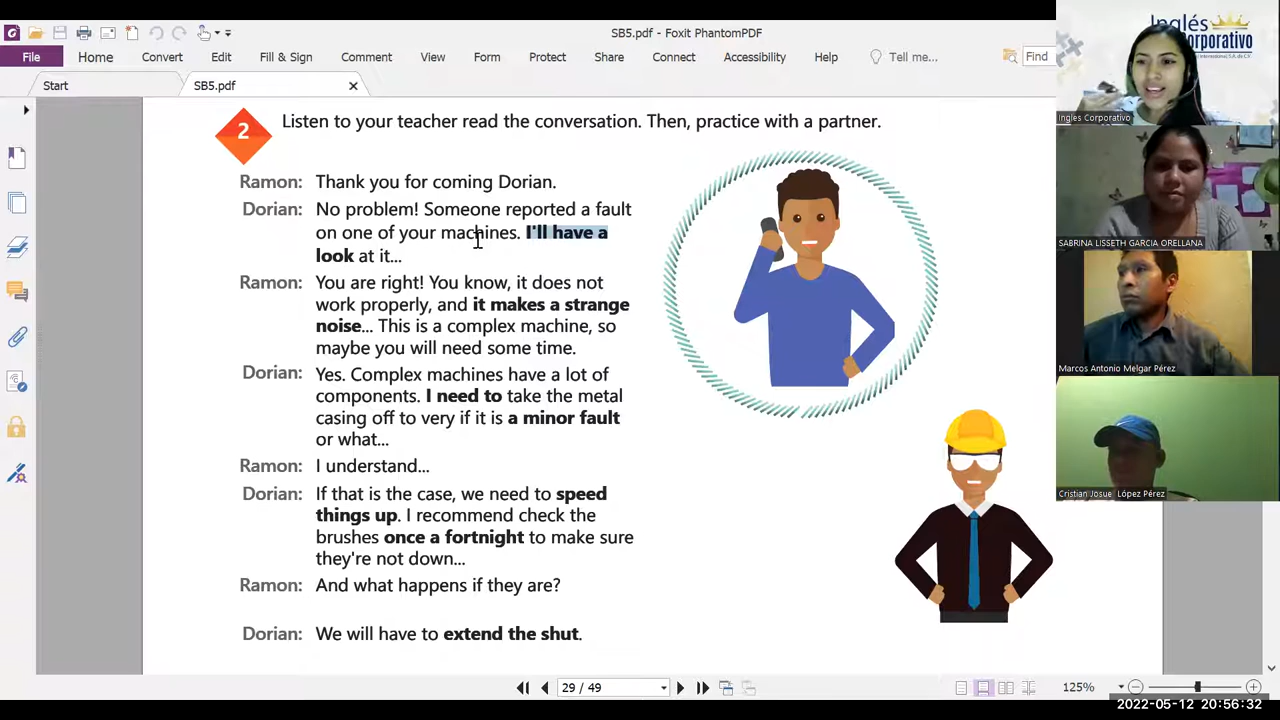 SB5.pdf - Foxit PhantomPDF
File Home Convert Edit Fill & Sign Comment View Form Protect Share Connect Accessibility Help Tell me... Find
Start SB5.pdf
Inglés
Corporativo
Ingles Corporativo
SABRINA LISSETH GARCIA ORELLANA
Marcos Antonio Melgar Pérez
Cristian Josue López Pérez
2 Listen to your teacher read the conversation. Then, practice with a partner.
Ramon: Thank you for coming Dorian.
Dorian: No problem! Someone reported a fault
on one of your machines. I'll have a
look at it...
Ramon: You are right! You know, it does not
work properly, and it makes a strange
noise... This is a complex machine, so
maybe you will need some time.
Dorian: Yes. Complex machines have a lot of
components. I need to take the metal
casing off to very if it is a minor fault
or what...
Ramon: I understand...
Dorian: If that is the case, we need to speed
things up. I recommend check the
brushes once a fortnight to make sure
they're not down...
Ramon: And what happens if they are?
Dorian: We will have to extend the shut.
29 / 49
125%
2022-05-12 20:56:32